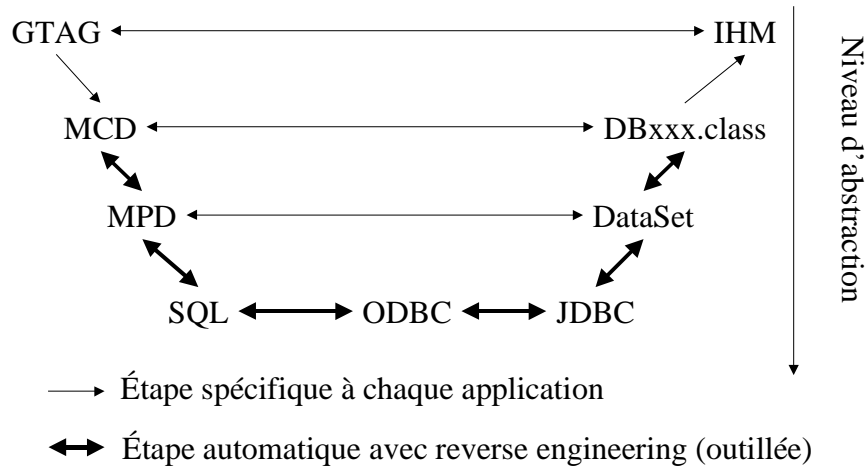 GTAG IHM
MCD DBxxx.class
MPD DataSet
SQL ODBC JDBC
Niveau d'abstraction
Étape spécifique à chaque application
Étape automatique avec reverse engineering (outillée)